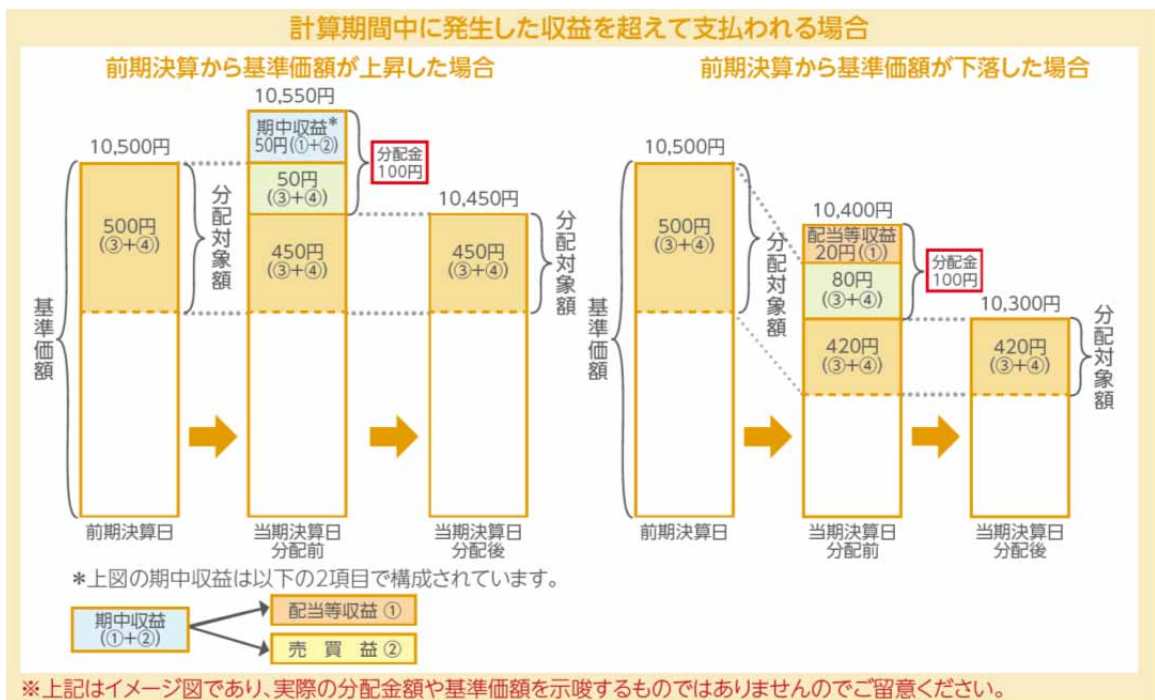 計算期間中に発生した収益を超えて支払われる場合
前期決算から基準価額が上昇した場合
10,500円
500円
(③+④)
基準価額
分配対象額
前期決算日
10,550円
期中収益*
50円(①+②)
50円
(③+④)
450円
(③+④)
分配金
100円
当期決算日
分配前
10,450円
450円
(③+④)
分配対象額
当期決算日
分配後
前期決算から基準価額が下落した場合
10,500円
500円
(③+④)
基準価額
分配対象額
前期決算日
10,400円
配当等収益
20円(①)
80円
(③+④)
420円
(③+④)
分配金
100円
当期決算日
分配前
10,300円
420円
(③+④)
分配対象額
当期決算日
分配後
*上図の期中収益は以下の2項目で構成されています。
期中収益
(①+②)
配当等収益 ①
売 買 益 ②
※上記はイメージ図であり、実際の分配金額や基準価額を示唆するものではありませんのでご留意ください。